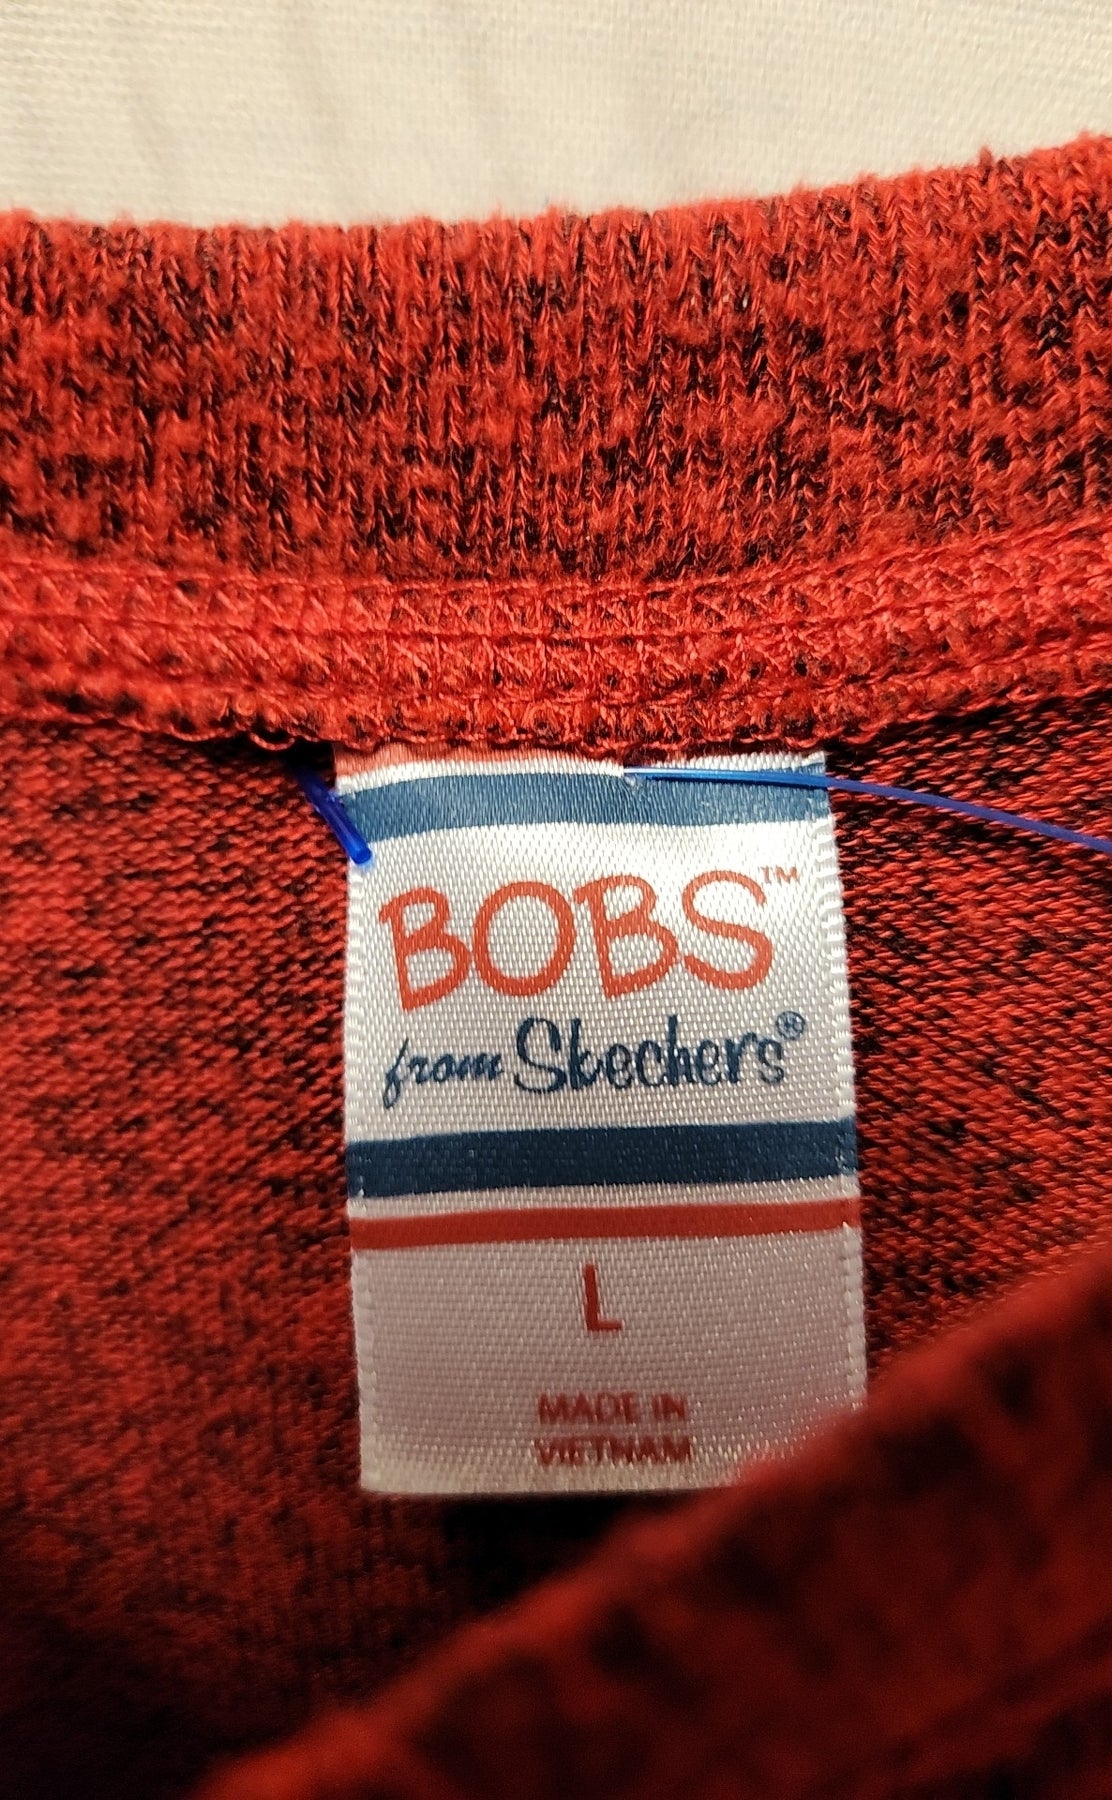 BOBS™
from Skechers®
L
MADE IN
VIETNAM